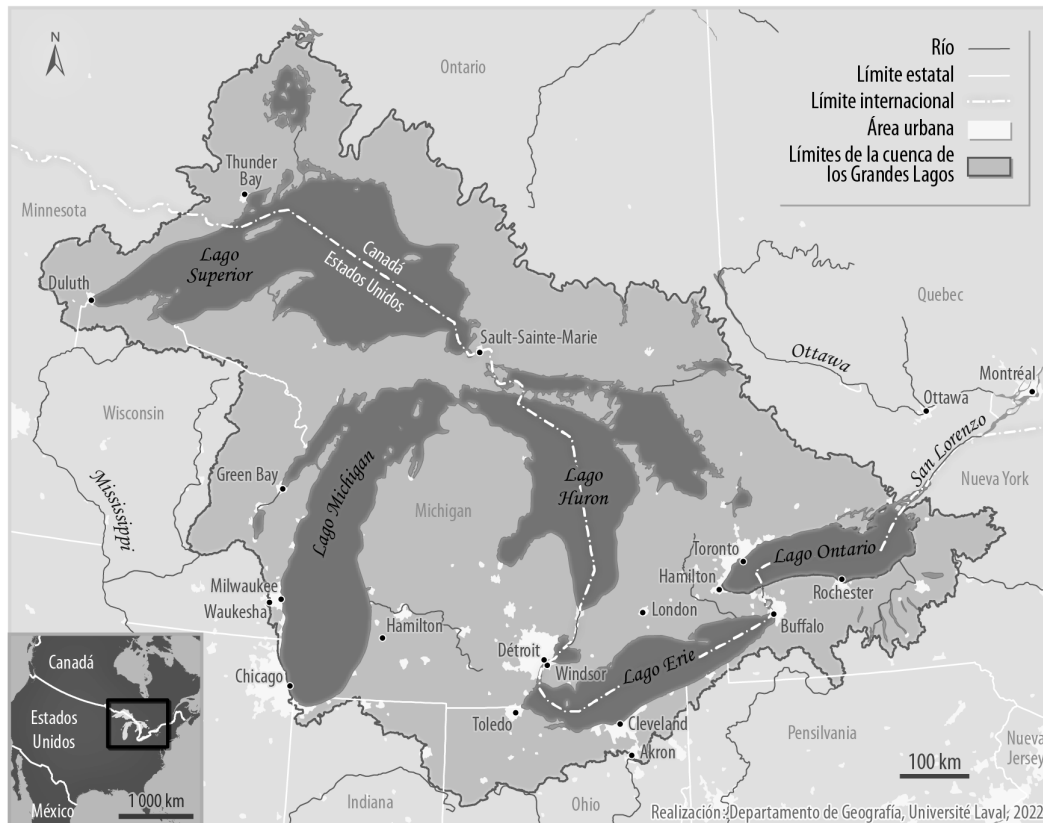 N
Ontario
Río
Límite estatal
Límite internacional
Área urbana
Límites de la cuenca de
los Grandes Lagos
Thunder
Bay
Minnesota
Lago
Superior
Canadá
Estados Unidos
Duluth
Quebec
Sault-Sainte-Marie
Ottawa
Montréal
Ottawa
Wisconsin
San Lorenzo
Nueva York
Green Bay
Mississippi
Lago Michigan
Michigan
Lago
Huron
Toronto
Lago Ontario
Hamilton
Rochester
Milwaukee
Waukesha
London
Buffalo
Hamilton
Détroit
Windsor
Lago Erie
Chicago
Toledo
Cleveland
Akron
Pensilvania
Nueva
Jersey
Indiana
Ohio
Canadá
Estados
Unidos
México
1 000 km
100 km
Realización: Departamento de Geografía, Université Laval, 2022